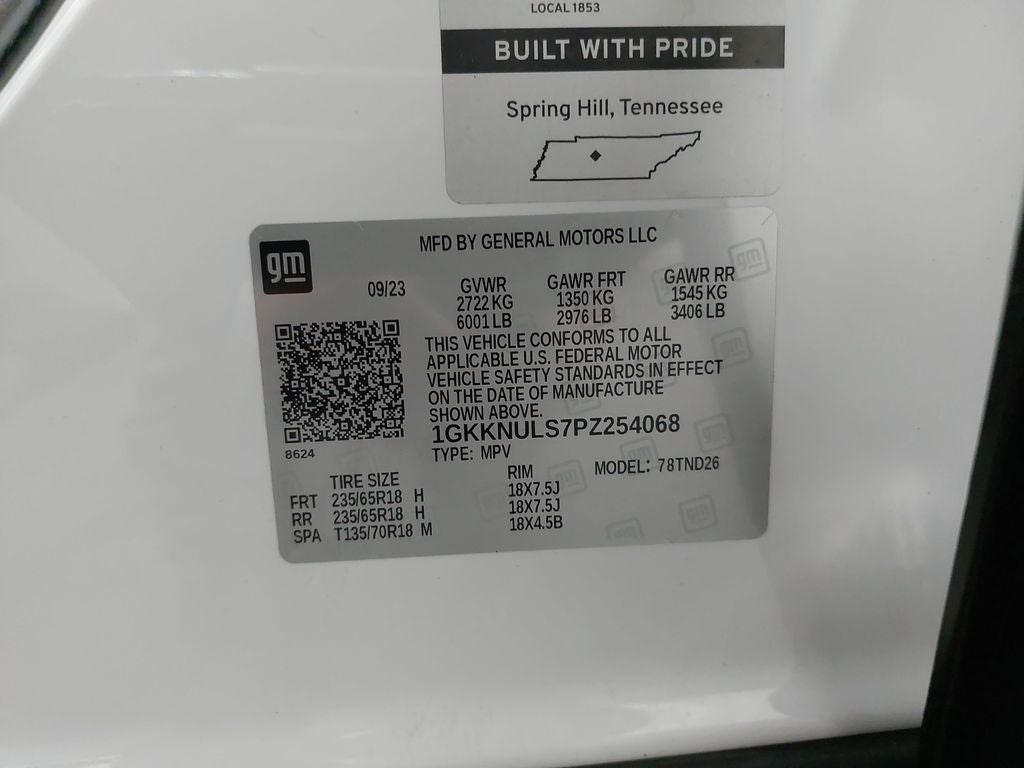 LOCAL 1853
BUILT WITH PRIDE
Spring Hill, Tennessee
gm
MFD BY GENERAL MOTORS LLC
09/23
GVWR GAWR FRT GAWR RR
2722 KG 1350 KG 1545 KG
6001 LB 2976 LB 3406 LB
THIS VEHICLE CONFORMS TO ALL
APPLICABLE U.S. FEDERAL MOTOR
VEHICLE SAFETY STANDARDS IN EFFECT
ON THE DATE OF MANUFACTURE
SHOWN ABOVE.
1GKKNULS7PZ254068
8624
TYPE: MPV
MODEL: 78TND26
TIRE SIZE RIM
FRT 235/65R18 H 18X7.5J
RR 235/65R18 H 18X7.5J
SPA T135/70R18 M 18X4.5B